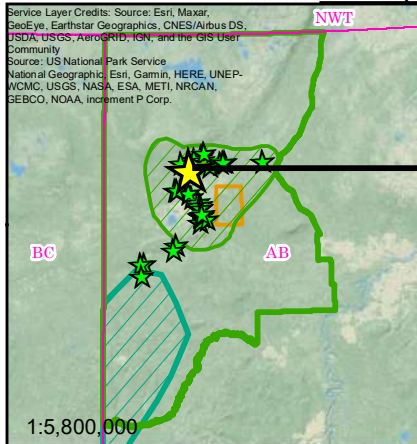 Service Layer Credits: Source: Esri, Maxar,
GeoEye, Earthstar Geographics, CNES/Airbus DS,
USDA, USGS, AeroGRID, IGN, and the GIS User
Community
Source: US National Park Service
National Geographic, Esri, Garmin, HERE, UNEP-
WCMC, USGS, NASA, ESA, METI, NRCAN,
GEBCO, NOAA, increment P Corp.
NWT
BC
AB
1:5,800,000